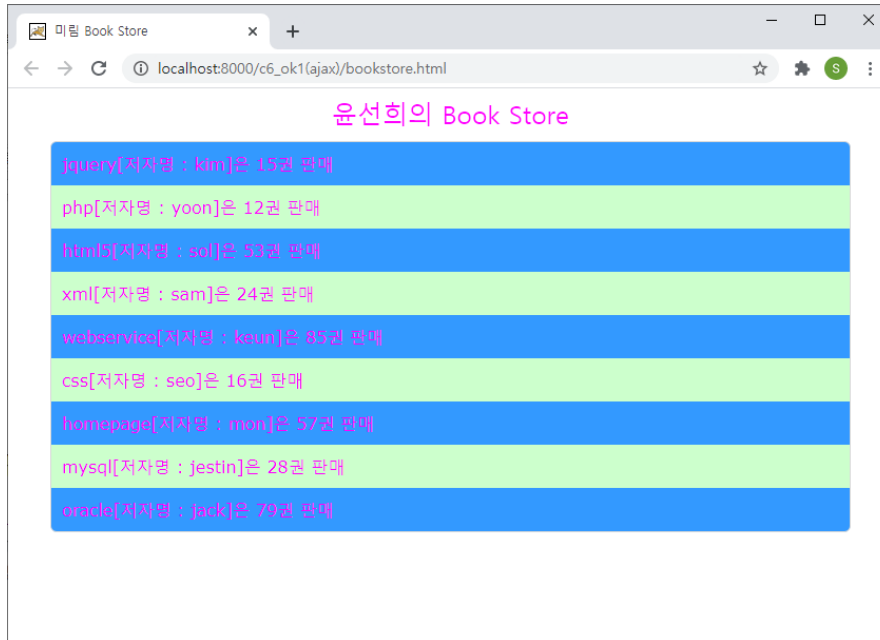 미림 Book Store
localhost:8000/c6_ok1(ajax)/bookstore.html
S
윤선희의 Book Store
jquery[저자명 : kim]은 15권 판매
php[저자명 : yoon]은 12권 판매
html5[저자명 : sol]은 53권 판매
xml[저자명 : sam]은 24권 판매
webservice[저자명 : keun]은 85권 판매
css[저자명 : seo]은 16권 판매
homepage[저자명 : mon]은 57권 판매
mysql[저자명 : jestin]은 28권 판매
oracle[저자명 : jack]은 79권 판매